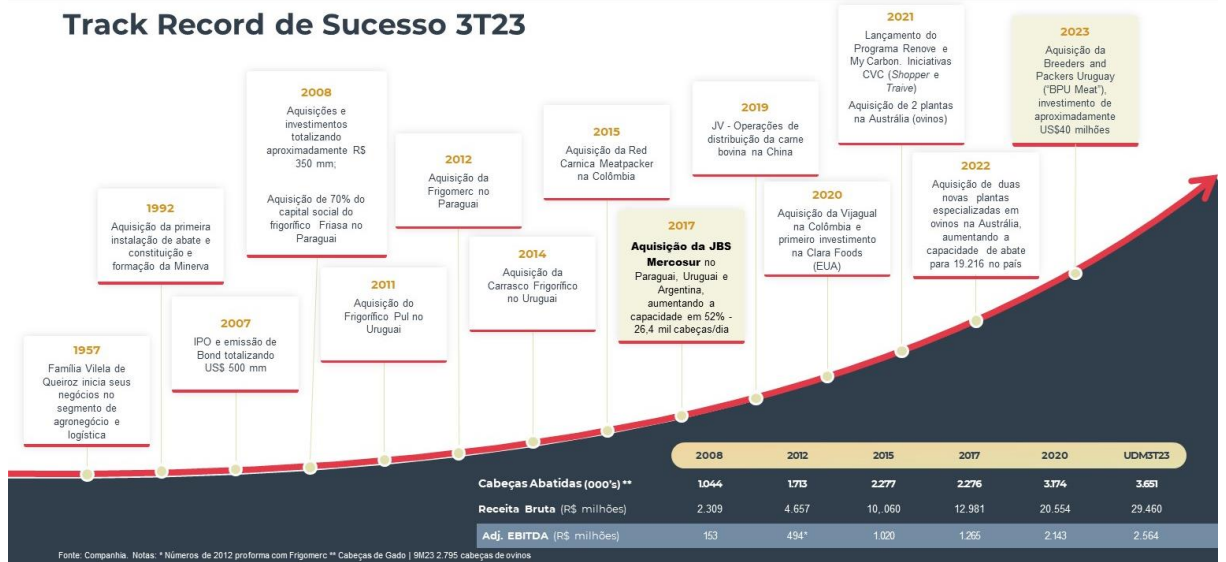 Track Record de Sucesso 3T23
1957
Família Vilela de
Queiroz inicia seus
negócios no
segmento de
agronegócio e
logística
1992
Aquisição da primeira
instalação de abate e
constituição e
formação da Minerva
2007
IPO e emissão de
Bond totalizando
US$ 500 mm
2008
Aquisições e
investimentos
totalizando
aproximadamente R$
350 mm;
Aquisição de 70% do
capital social do
frigorífico Friasa no
Paraguai
2011
Aquisição do
Frigorífico Pul no
Uruguai
2012
Aquisição da
Frigomerc no
Paraguai
2014
Aquisição da
Carrasco Frigorífico
no Uruguai
2015
Aquisição da Red
Carnica Meatpacker
na Colômbia
2017
Aquisição da JBS
Mercosur no
Paraguai, Uruguai e
Argentina,
aumentando a
capacidade em 52% -
26,4 mil cabeças/dia
2019
JV - Operações de
distribuição da carne
bovina na China
2020
Aquisição da Vijagual
na Colômbia e
primeiro investimento
na Clara Foods
(EUA)
2021
Lançamento do
Programa Renove e
My Carbon. Iniciativas
CVC (Shopper e
Traive)
Aquisição de 2 plantas
na Austrália (ovinos)
2022
Aquisição de duas
novas plantas
especializadas em
ovinos na Austrália,
aumentando a
capacidade de abate
para 19.216 no país
2023
Aquisição da
Breeders and
Packers Uruguay
("BPU Meat"),
investimento de
aproximadamente
US$40 milhões
2008 2012 2015 2017 2020 UDM3T23
Cabeças Abatidas (000's) ** 1.044 1.713 2.277 2.276 3.174 3.651
Receita Bruta (R$ milhões) 2.309 4.657 10,.060 12.981 20.554 29.460
Adj. EBITDA (R$ milhões) 153 494* 1.020 1.265 2.143 2.564
Fonte: Companhia. Notas: * Números de 2012 proforma com Frigomerc ** Cabeças de Gado | 9M23 2.795 cabeças de ovinos